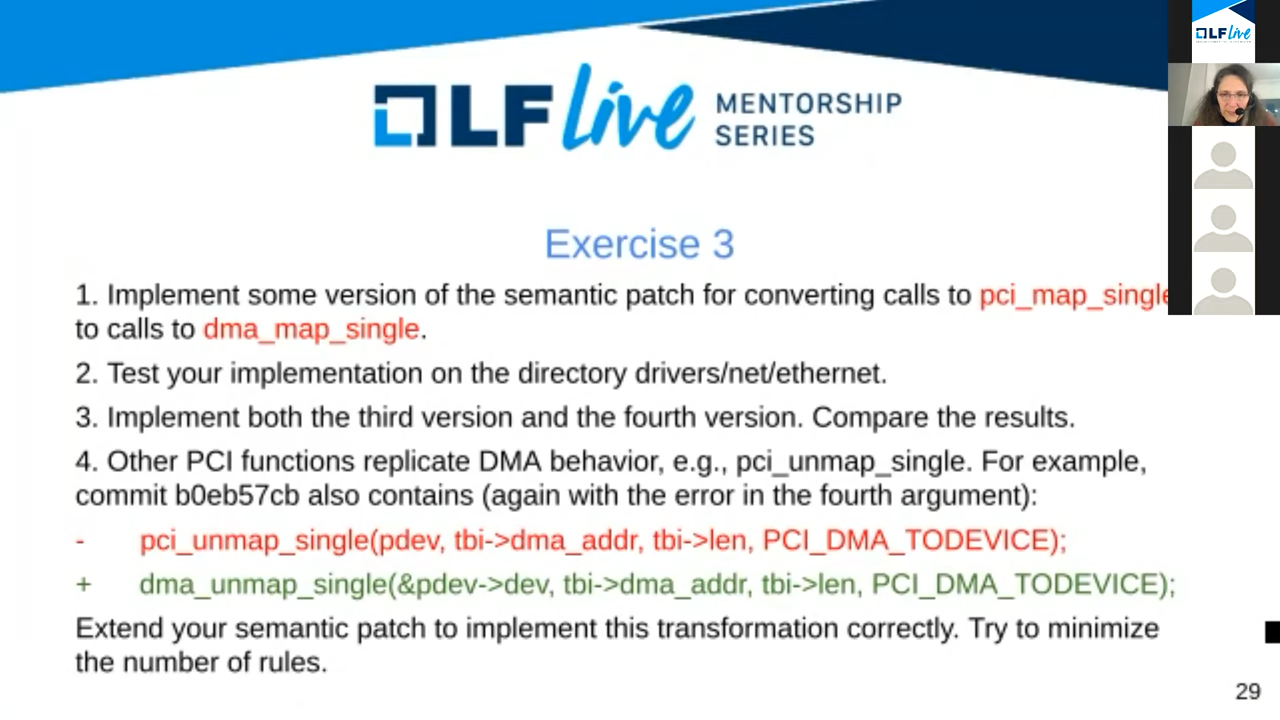 LF live MENTORSHIP
SERIES
LF live
Exercise 3
1. Implement some version of the semantic patch for converting calls to pci_map_single
to calls to dma_map_single.
2. Test your implementation on the directory drivers/net/ethernet.
3. Implement both the third version and the fourth version. Compare the results.
4. Other PCI functions replicate DMA behavior, e.g., pci_unmap_single. For example,
commit b0eb57cb also contains (again with the error in the fourth argument):
- pci_unmap_single(pdev, tbi->dma_addr, tbi->len, PCI_DMA_TODEVICE);
+ dma_unmap_single(&pdev->dev, tbi->dma_addr, tbi->len, PCI_DMA_TODEVICE);
Extend your semantic patch to implement this transformation correctly. Try to minimize
the number of rules.
29